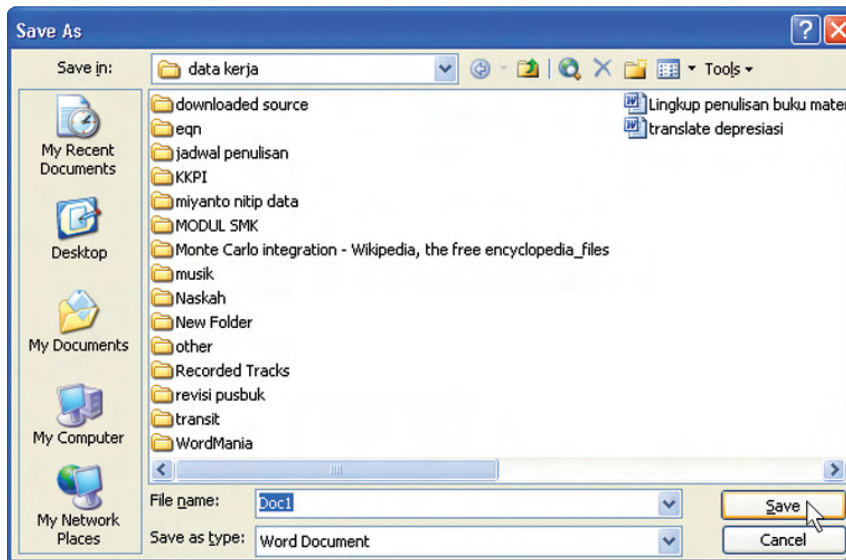 Save As
Save in:
data kerja
Tools
My Recent
Documents
Desktop
My Documents
My Computer
My Network
Places
downloaded source
eqn
jadwal penulisan
KKPI
miyanto nitip data
MODUL SMK
Monte Carlo integration - Wikipedia, the free encyclopedia_files
musik
Naskah
New Folder
other
Recorded Tracks
revisi pusbuk
transit
WordMania
Lingkup penulisan buku mater
translate depresiasi
File name:
Doc1
Save
Save as type:
Word Document
Cancel